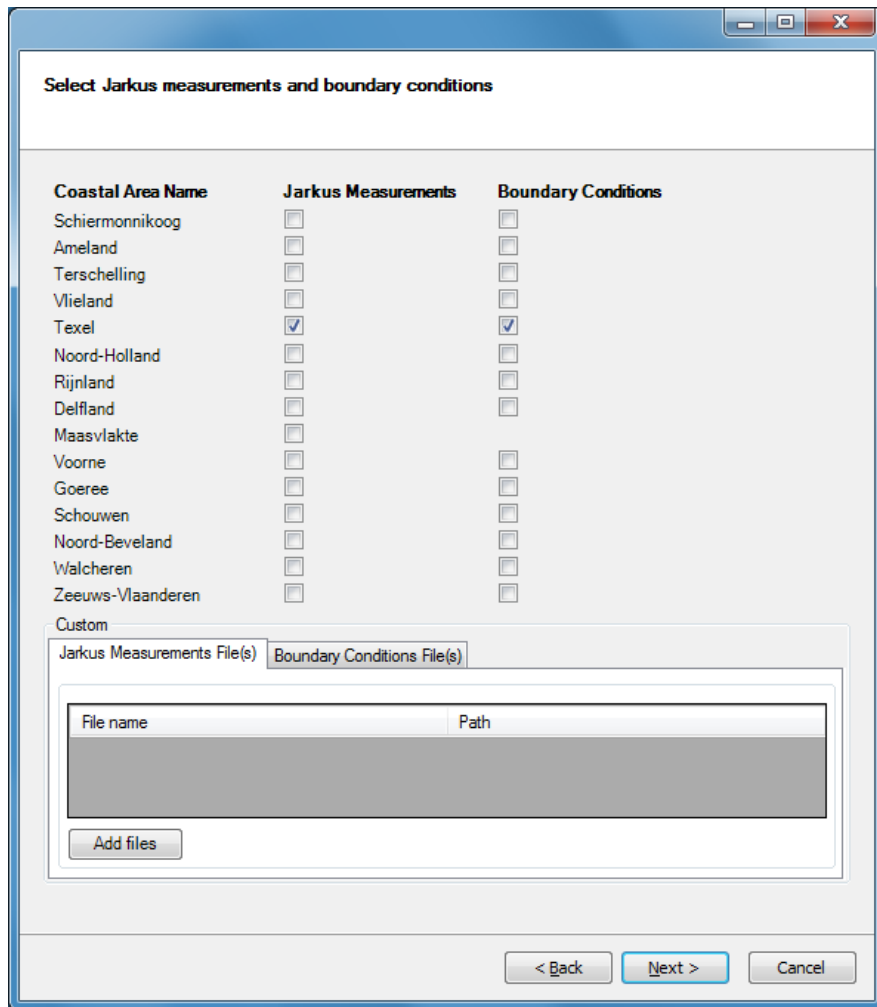 Select Jarkus measurements and boundary conditions
Coastal Area Name Jarkus Measurements Boundary Conditions
Schiermonnikoog
Ameland
Terschelling
Vlieland
Texel
Noord-Holland
Rijnland
Delfland
Maasvlakte
Voorne
Goeree
Schouwen
Noord-Beveland
Walcheren
Zeeuws-Vlaanderen
Custom
Jarkus Measurements File(s) Boundary Conditions File(s)
File name Path
Add files
< Back Next > Cancel